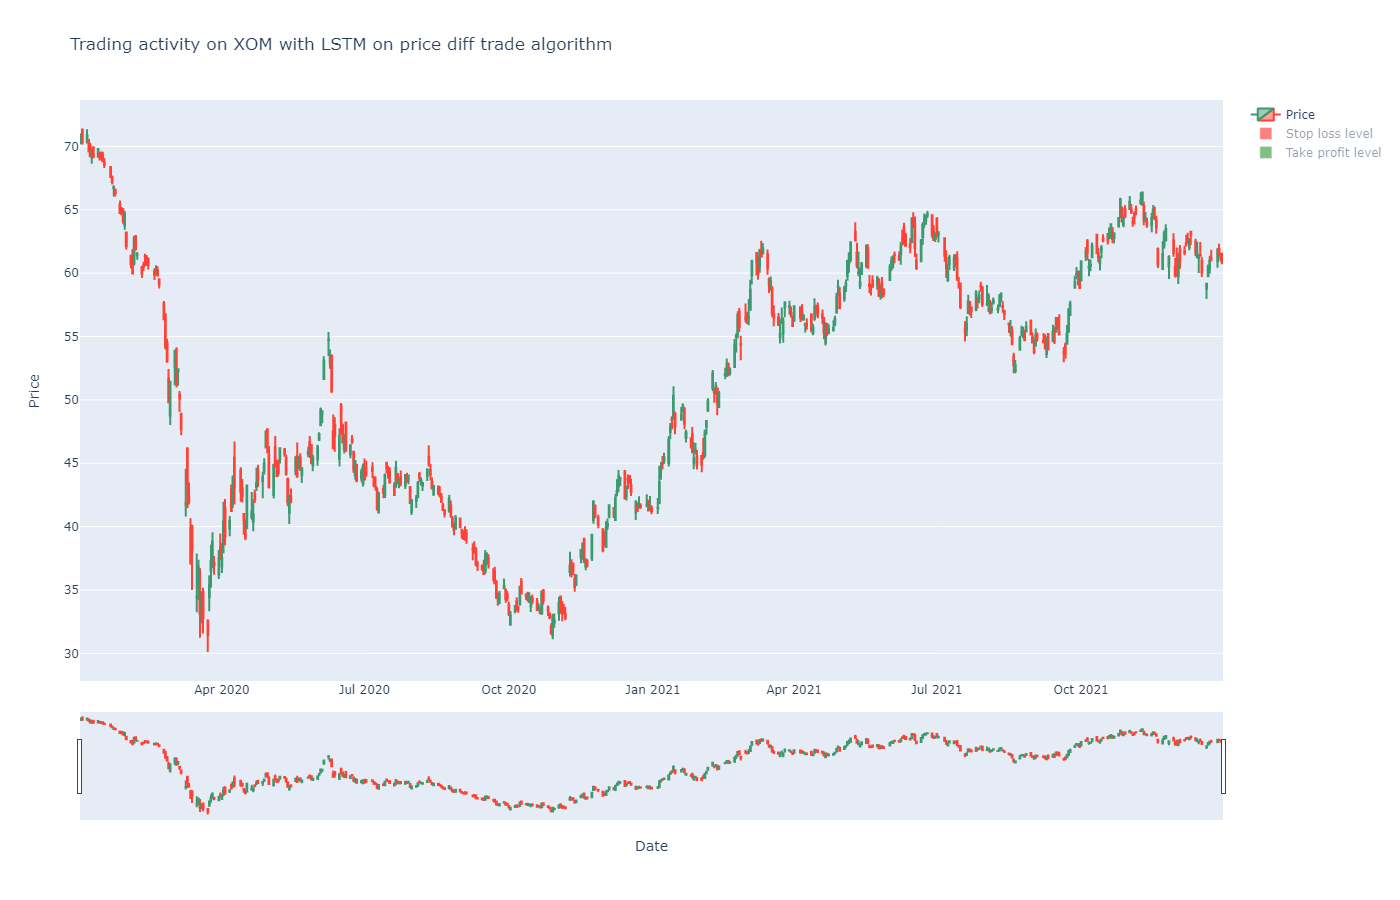 Trading activity on XOM with LSTM on price diff trade algorithm
Price
Stop loss level
Take profit level
70
65
60
55
50
45
40
35
30
Price
Apr 2020
Jul 2020
Oct 2020
Jan 2021
Apr 2021
Jul 2021
Oct 2021
Date